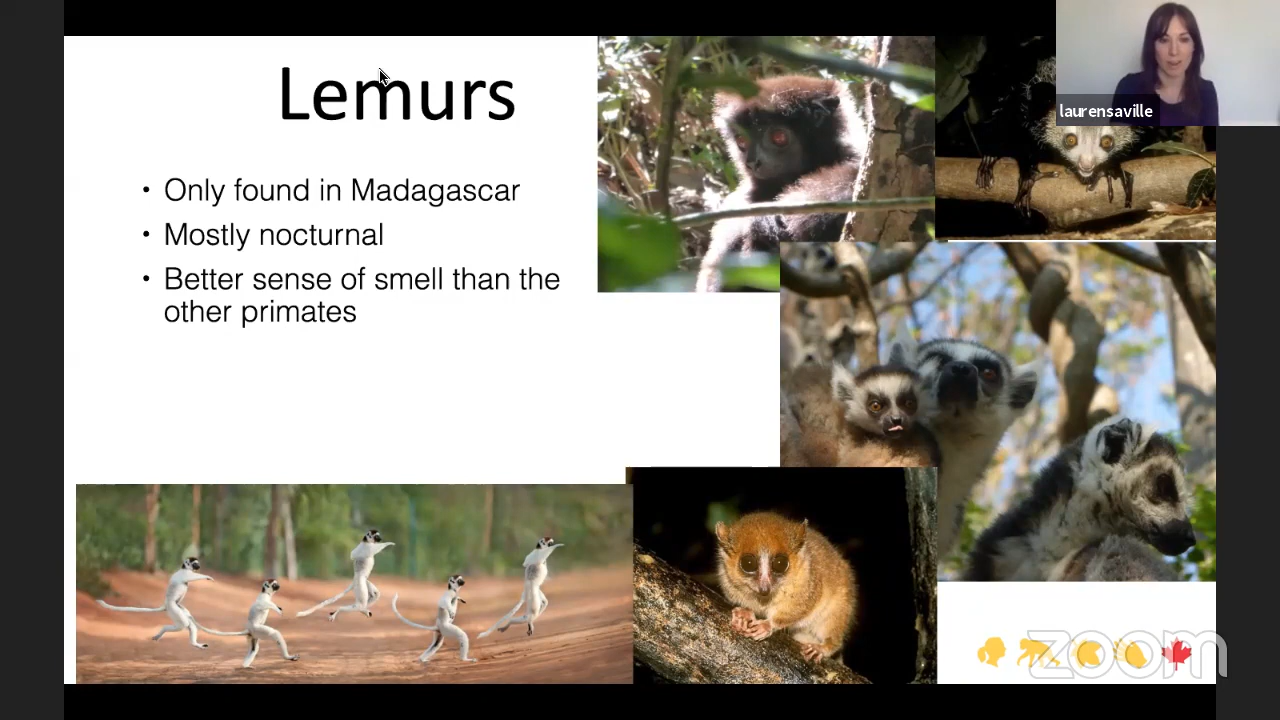 Lemurs
laurensaville
• Only found in Madagascar
• Mostly nocturnal
• Better sense of smell than the
other primates
zoom